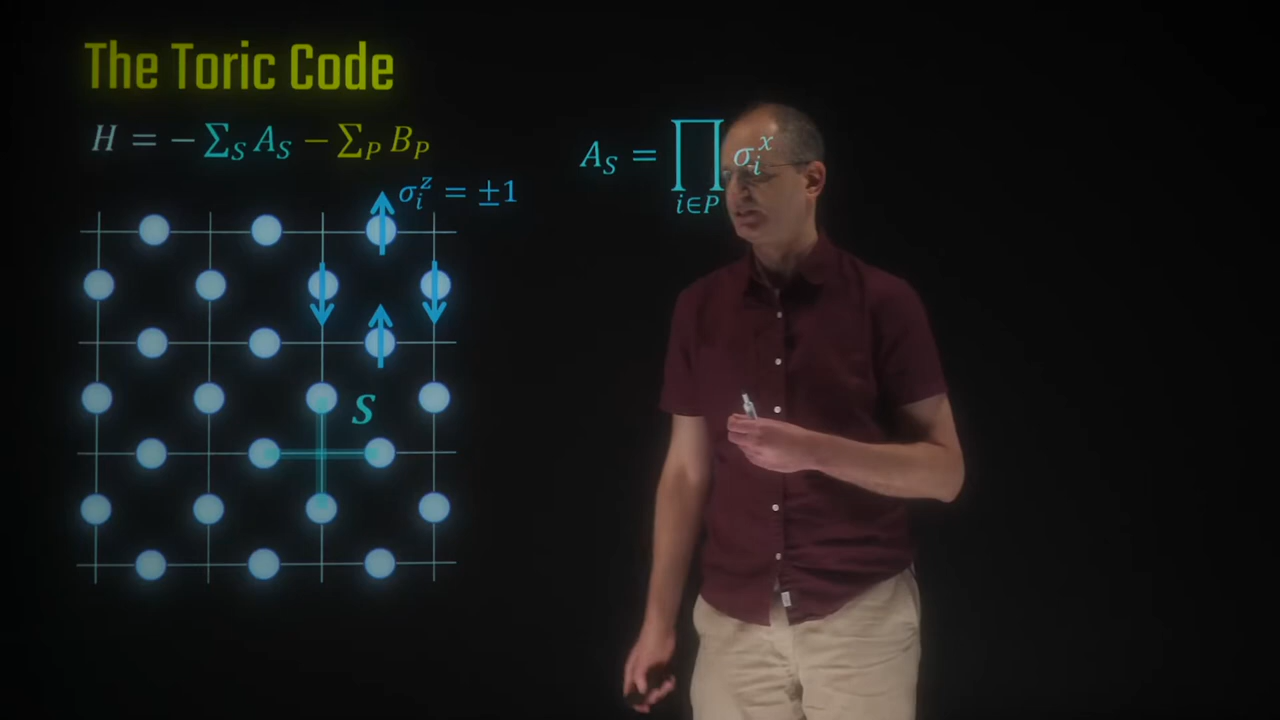 The Toric Code
H = − ∑_S A_S − ∑_P B_P
σ_i^z = ±1
A_S = ∏_{i∈P} σ_i^x
S